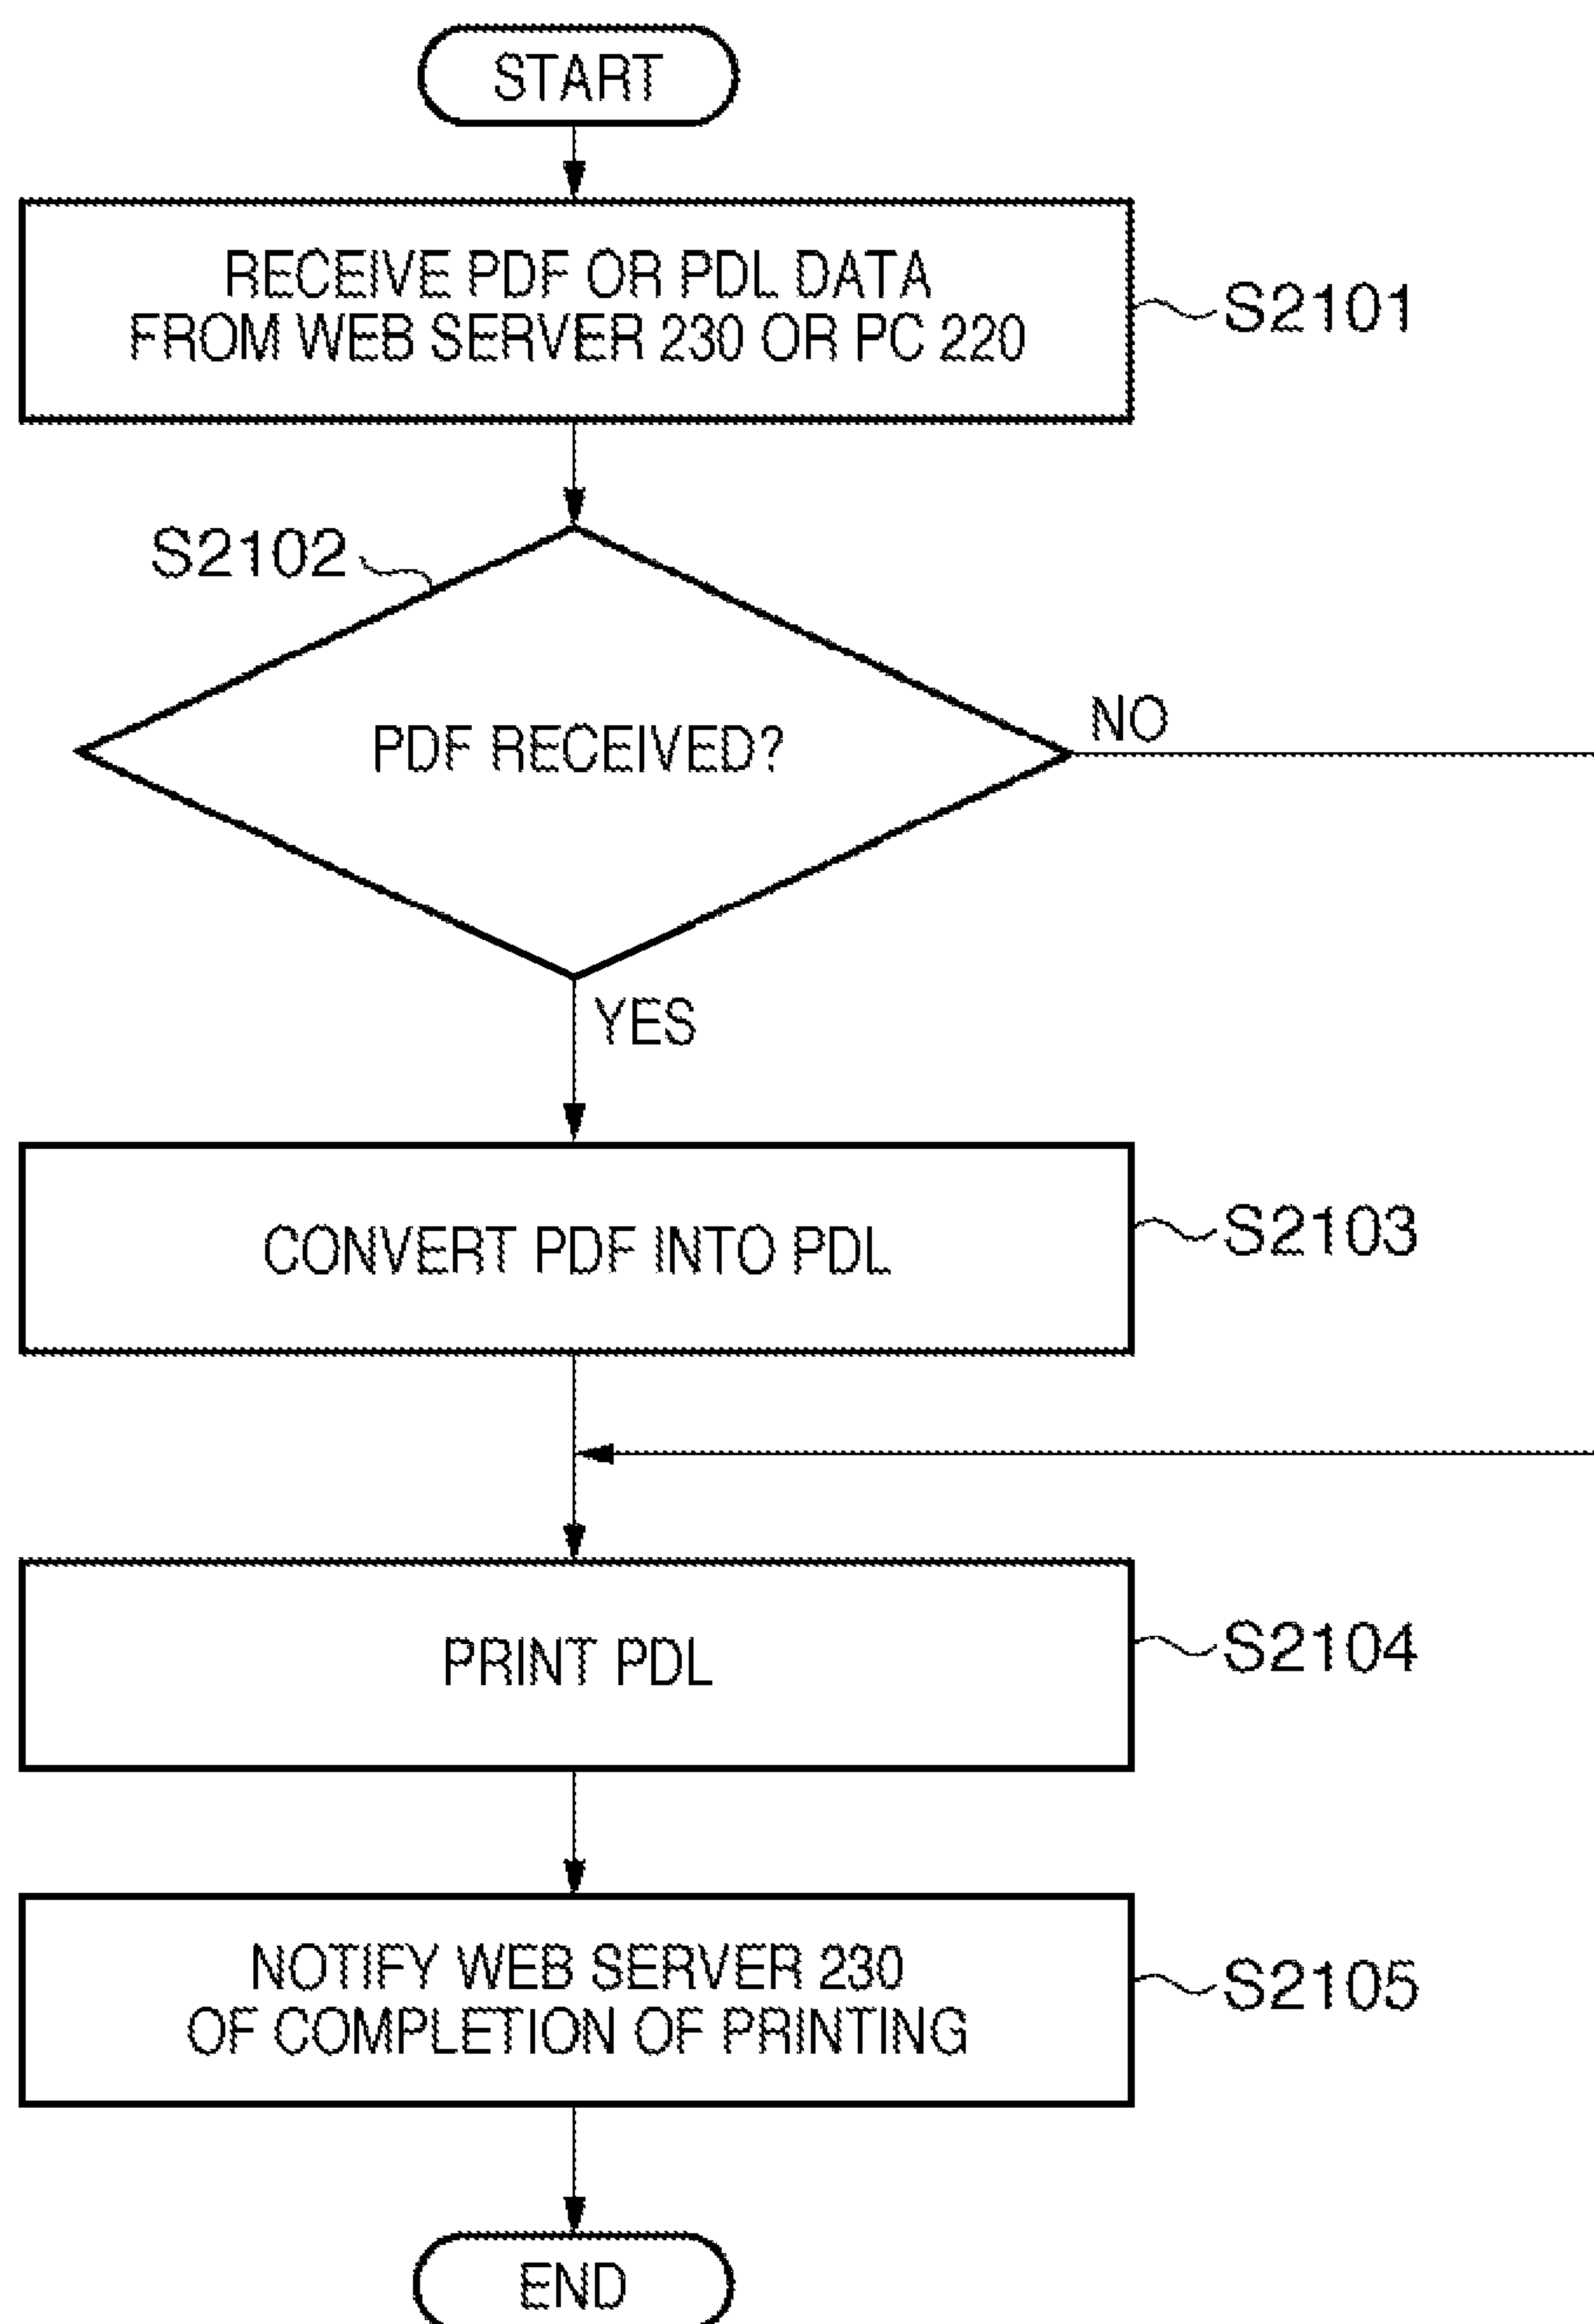 START
RECEIVE PDF OR PDL DATA
FROM WEB SERVER 230 OR PC 220
S2101
S2102
PDF RECEIVED?
NO
YES
CONVERT PDF INTO PDL
S2103
PRINT PDL
S2104
NOTIFY WEB SERVER 230
OF COMPLETION OF PRINTING
S2105
END